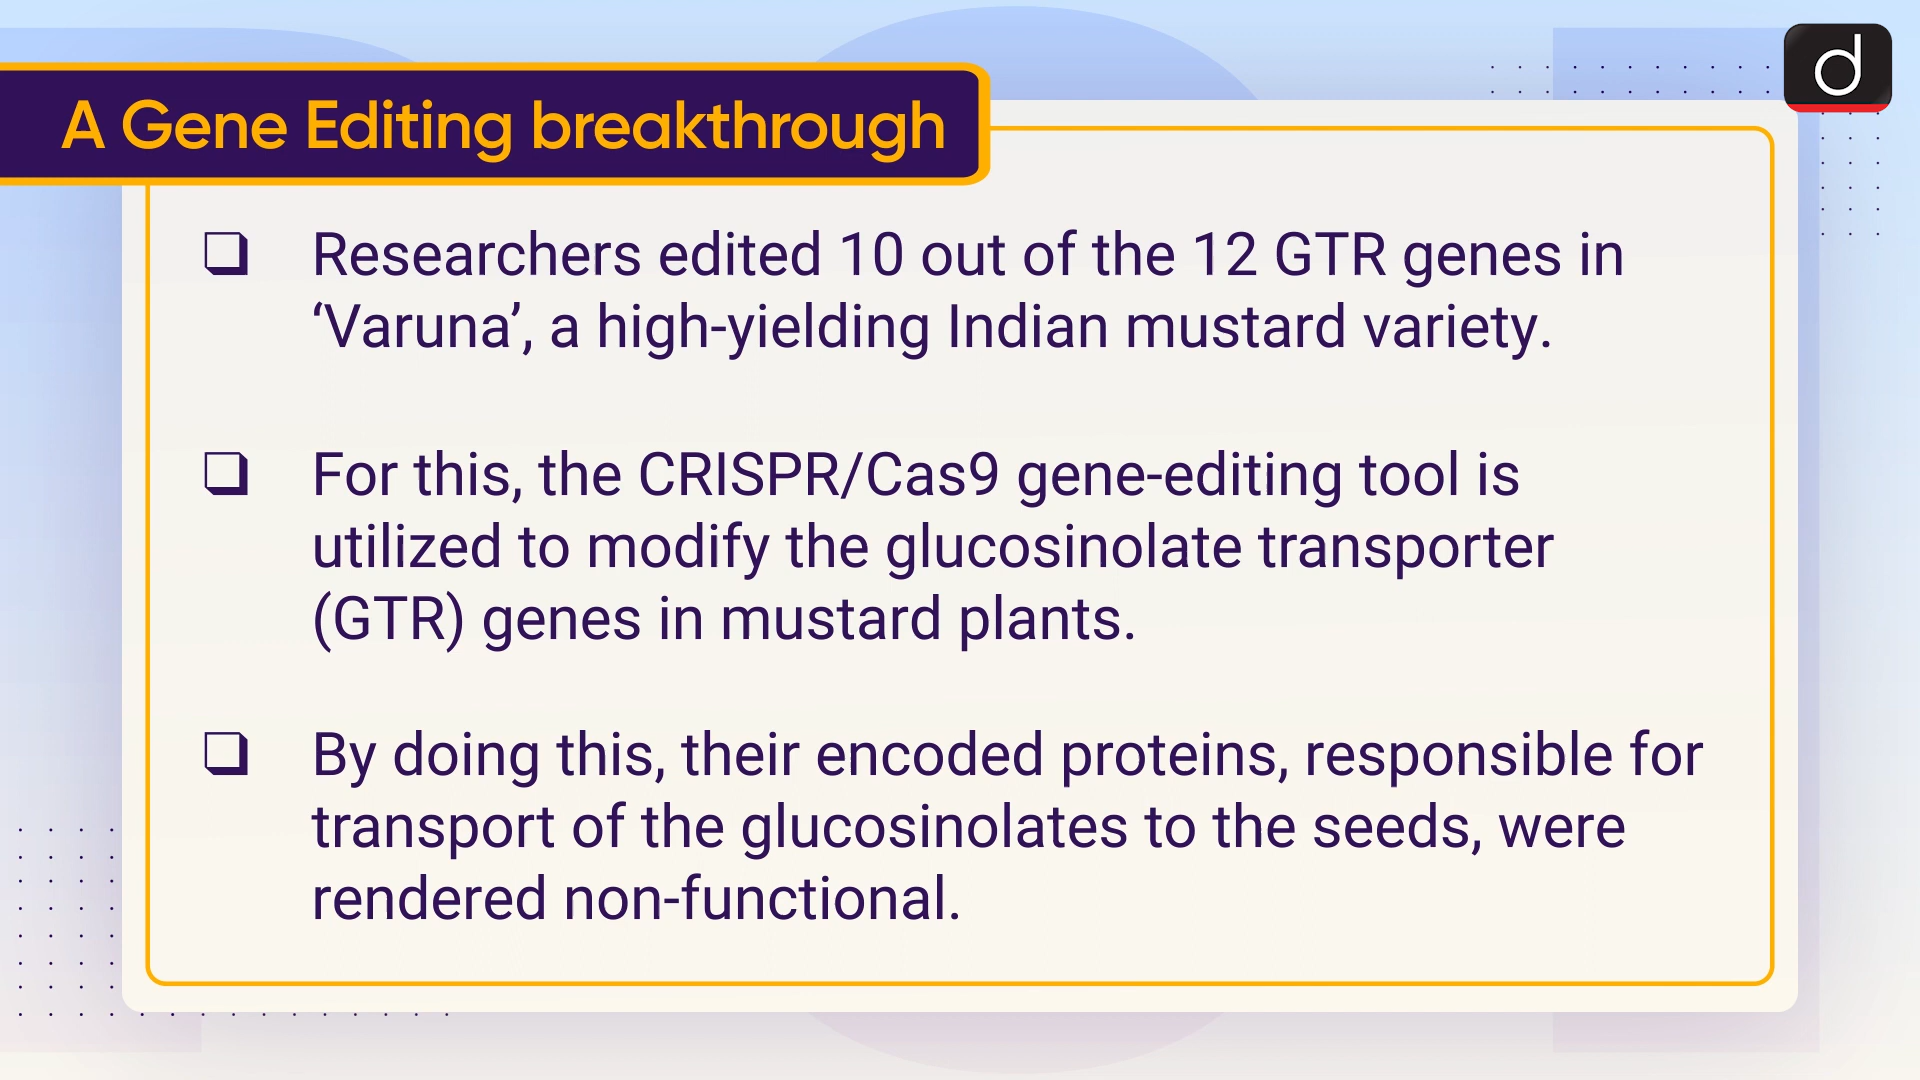 A Gene Editing breakthrough
d
❑ Researchers edited 10 out of the 12 GTR genes in
‘Varuna’, a high-yielding Indian mustard variety.
❑ For this, the CRISPR/Cas9 gene-editing tool is
utilized to modify the glucosinolate transporter
(GTR) genes in mustard plants.
❑ By doing this, their encoded proteins, responsible for
transport of the glucosinolates to the seeds, were
rendered non-functional.